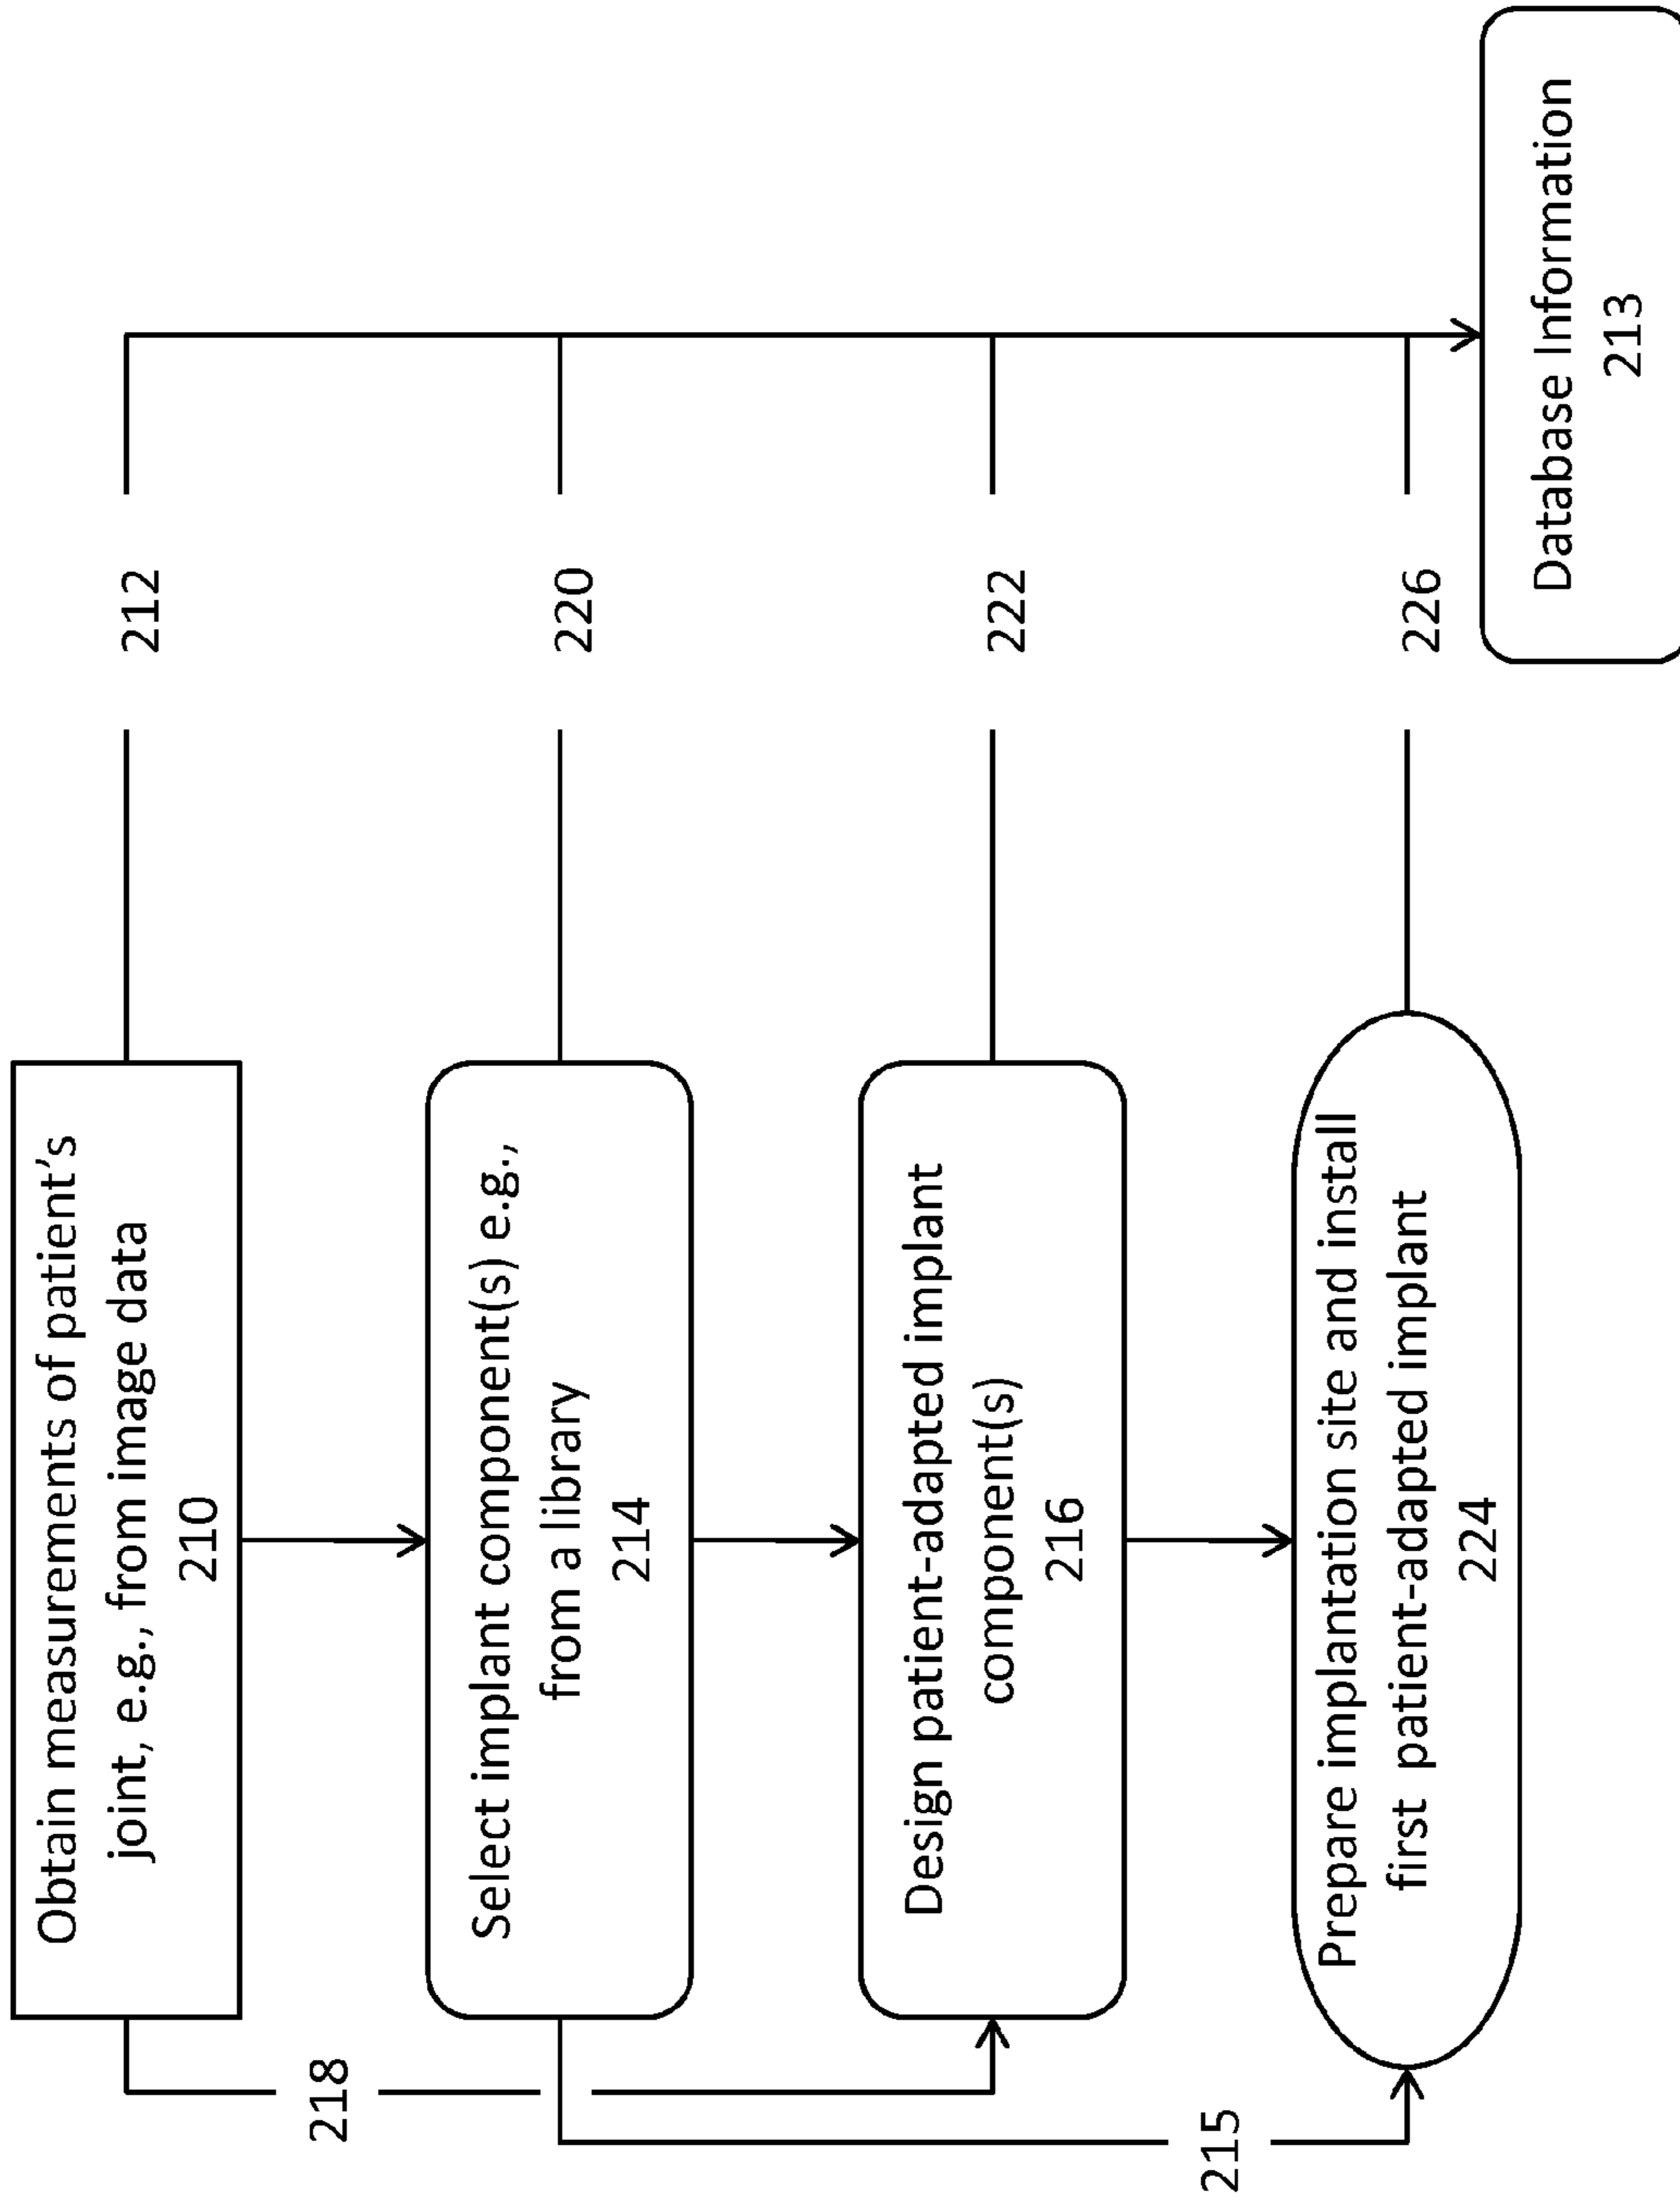 Obtain measurements of patient's
joint, e.g., from image data
210
212
218
Select implant component(s) e.g.,
from a library
214
220
Design patient-adapted implant
component(s)
216
222
215
Prepare implantation site and install
first patient-adapted implant
224
226
Database Information
213